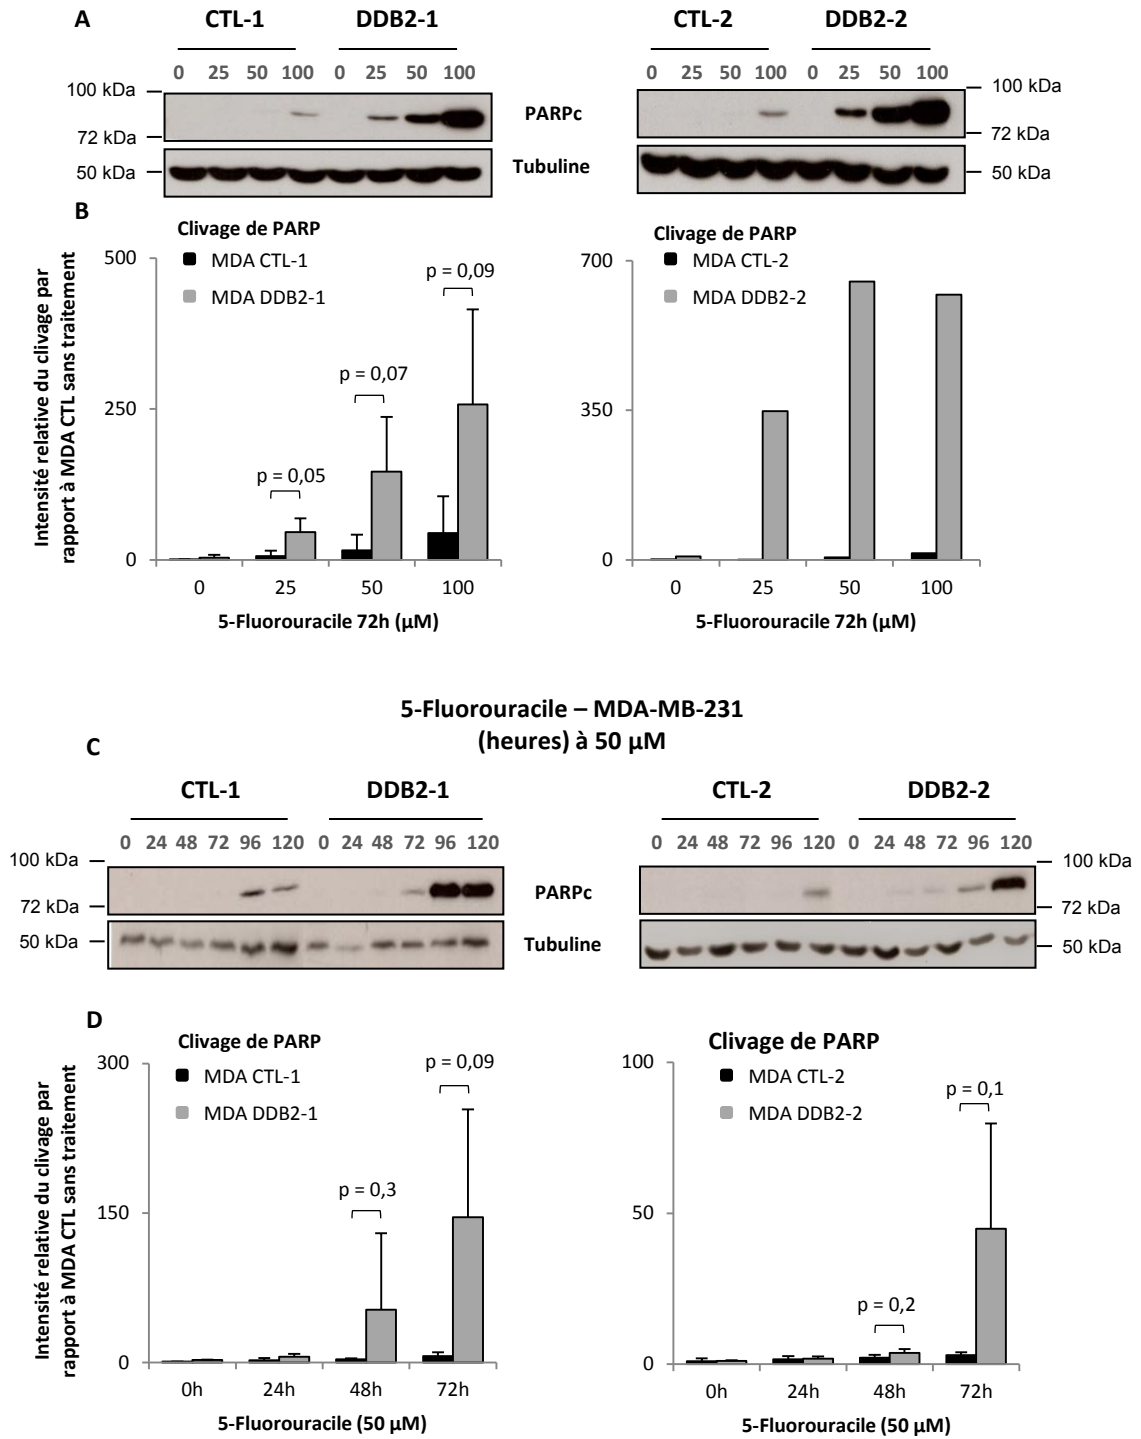 A
CTL-1 DDB2-1 CTL-2 DDB2-2
0 25 50 100 0 25 50 100 0 25 50 100 0 25 50 100
100 kDa 100 kDa
PARPc
72 kDa 72 kDa
50 kDa Tubuline 50 kDa
B
Clivage de PARP
MDA CTL-1
MDA DDB2-1
Intensité relative du clivage par
rapport à MDA CTL sans traitement
500
250
0
p = 0,05
p = 0,07
p = 0,09
0 25 50 100
5-Fluorouracile 72h (µM)
Clivage de PARP
MDA CTL-2
MDA DDB2-2
700
350
0
0 25 50 100
5-Fluorouracile 72h (µM)
5-Fluorouracile – MDA-MB-231
(heures) à 50 µM
C
CTL-1 DDB2-1 CTL-2 DDB2-2
0 24 48 72 96 120 0 24 48 72 96 120 0 24 48 72 96 120 0 24 48 72 96 120
100 kDa 100 kDa
PARPc
72 kDa 72 kDa
50 kDa Tubuline 50 kDa
D
Clivage de PARP
MDA CTL-1
MDA DDB2-1
Intensité relative du clivage par
rapport à MDA CTL sans traitement
300
150
0
p = 0,3
p = 0,09
0h 24h 48h 72h
5-Fluorouracile (50 µM)
Clivage de PARP
MDA CTL-2
MDA DDB2-2
100
50
0
p = 0,2
p = 0,1
0h 24h 48h 72h
5-Fluorouracile (50 µM)